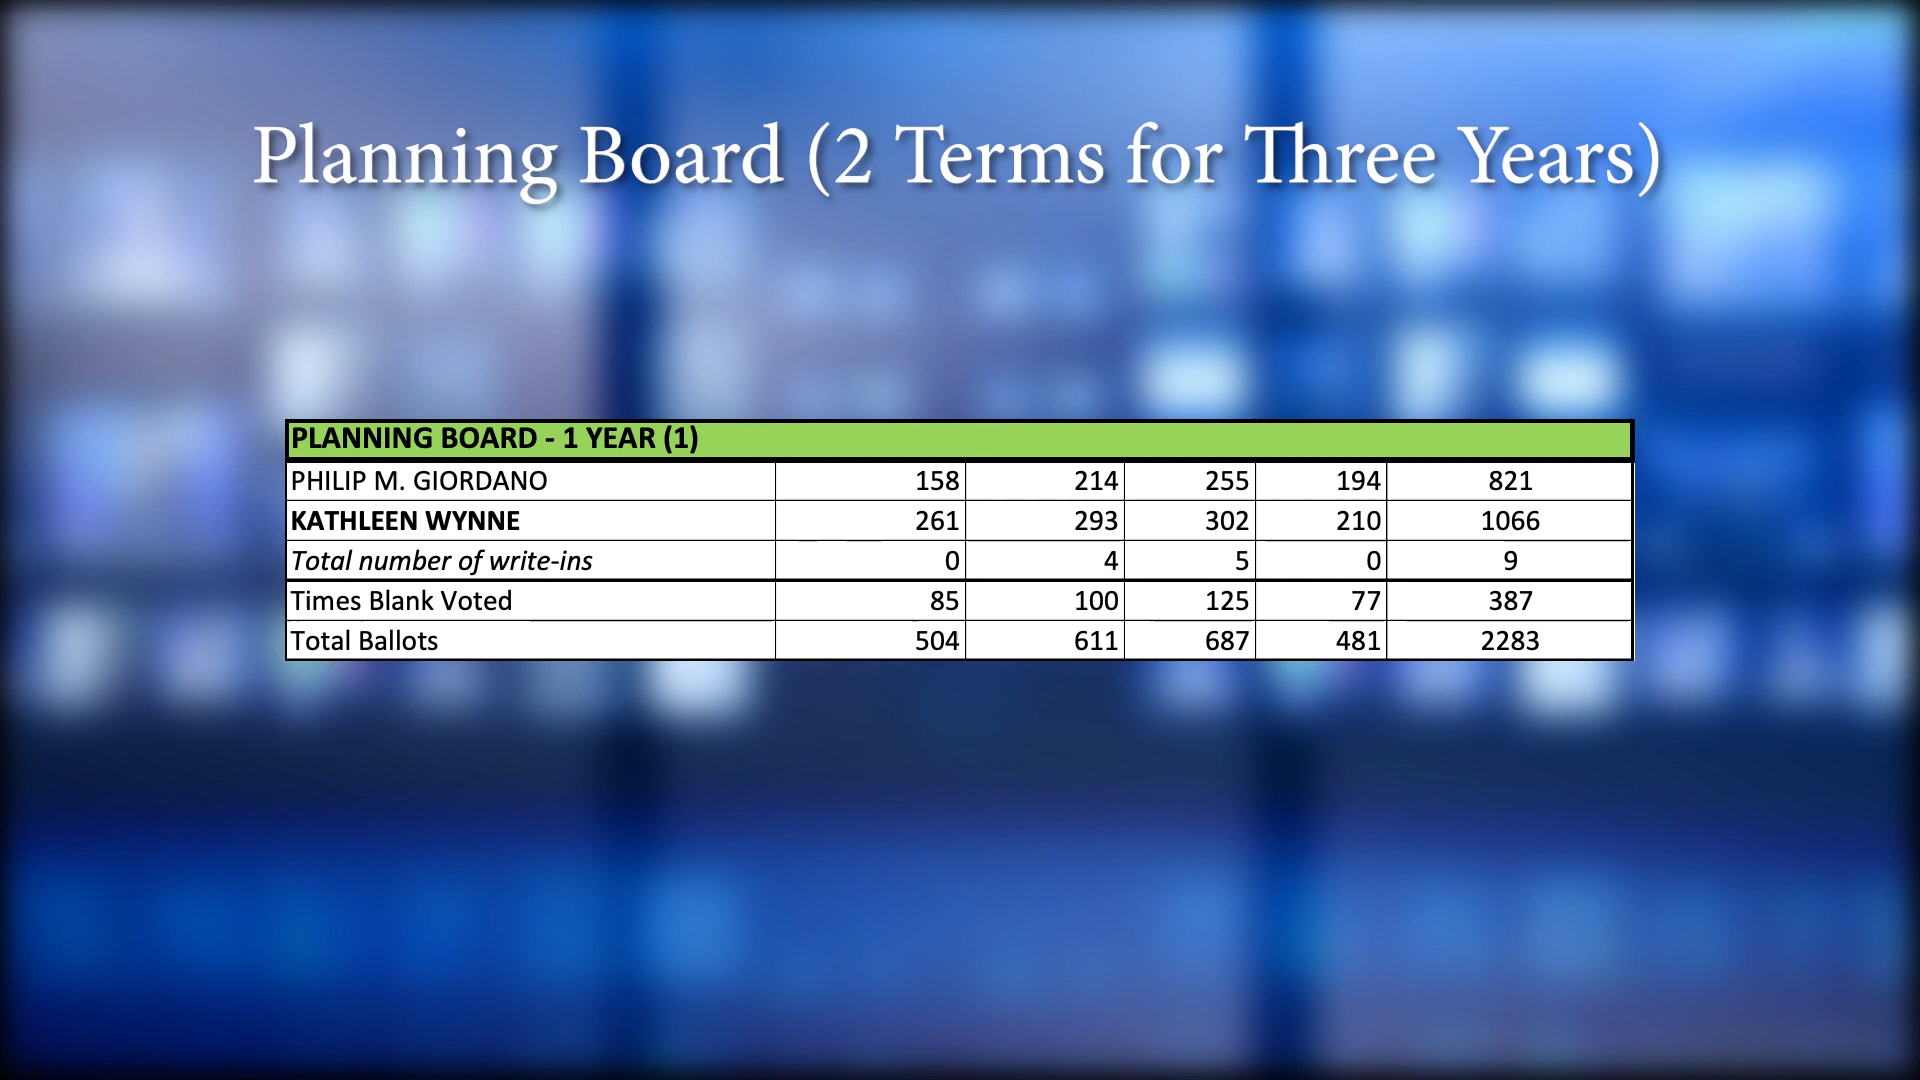 Planning Board (2 Terms for Three Years)
PLANNING BOARD - 1 YEAR (1)
PHILIP M. GIORDANO 158 214 255 194 821
KATHLEEN WYNNE 261 293 302 210 1066
Total number of write-ins 0 4 5 0 9
Times Blank Voted 85 100 125 77 387
Total Ballots 504 611 687 481 2283